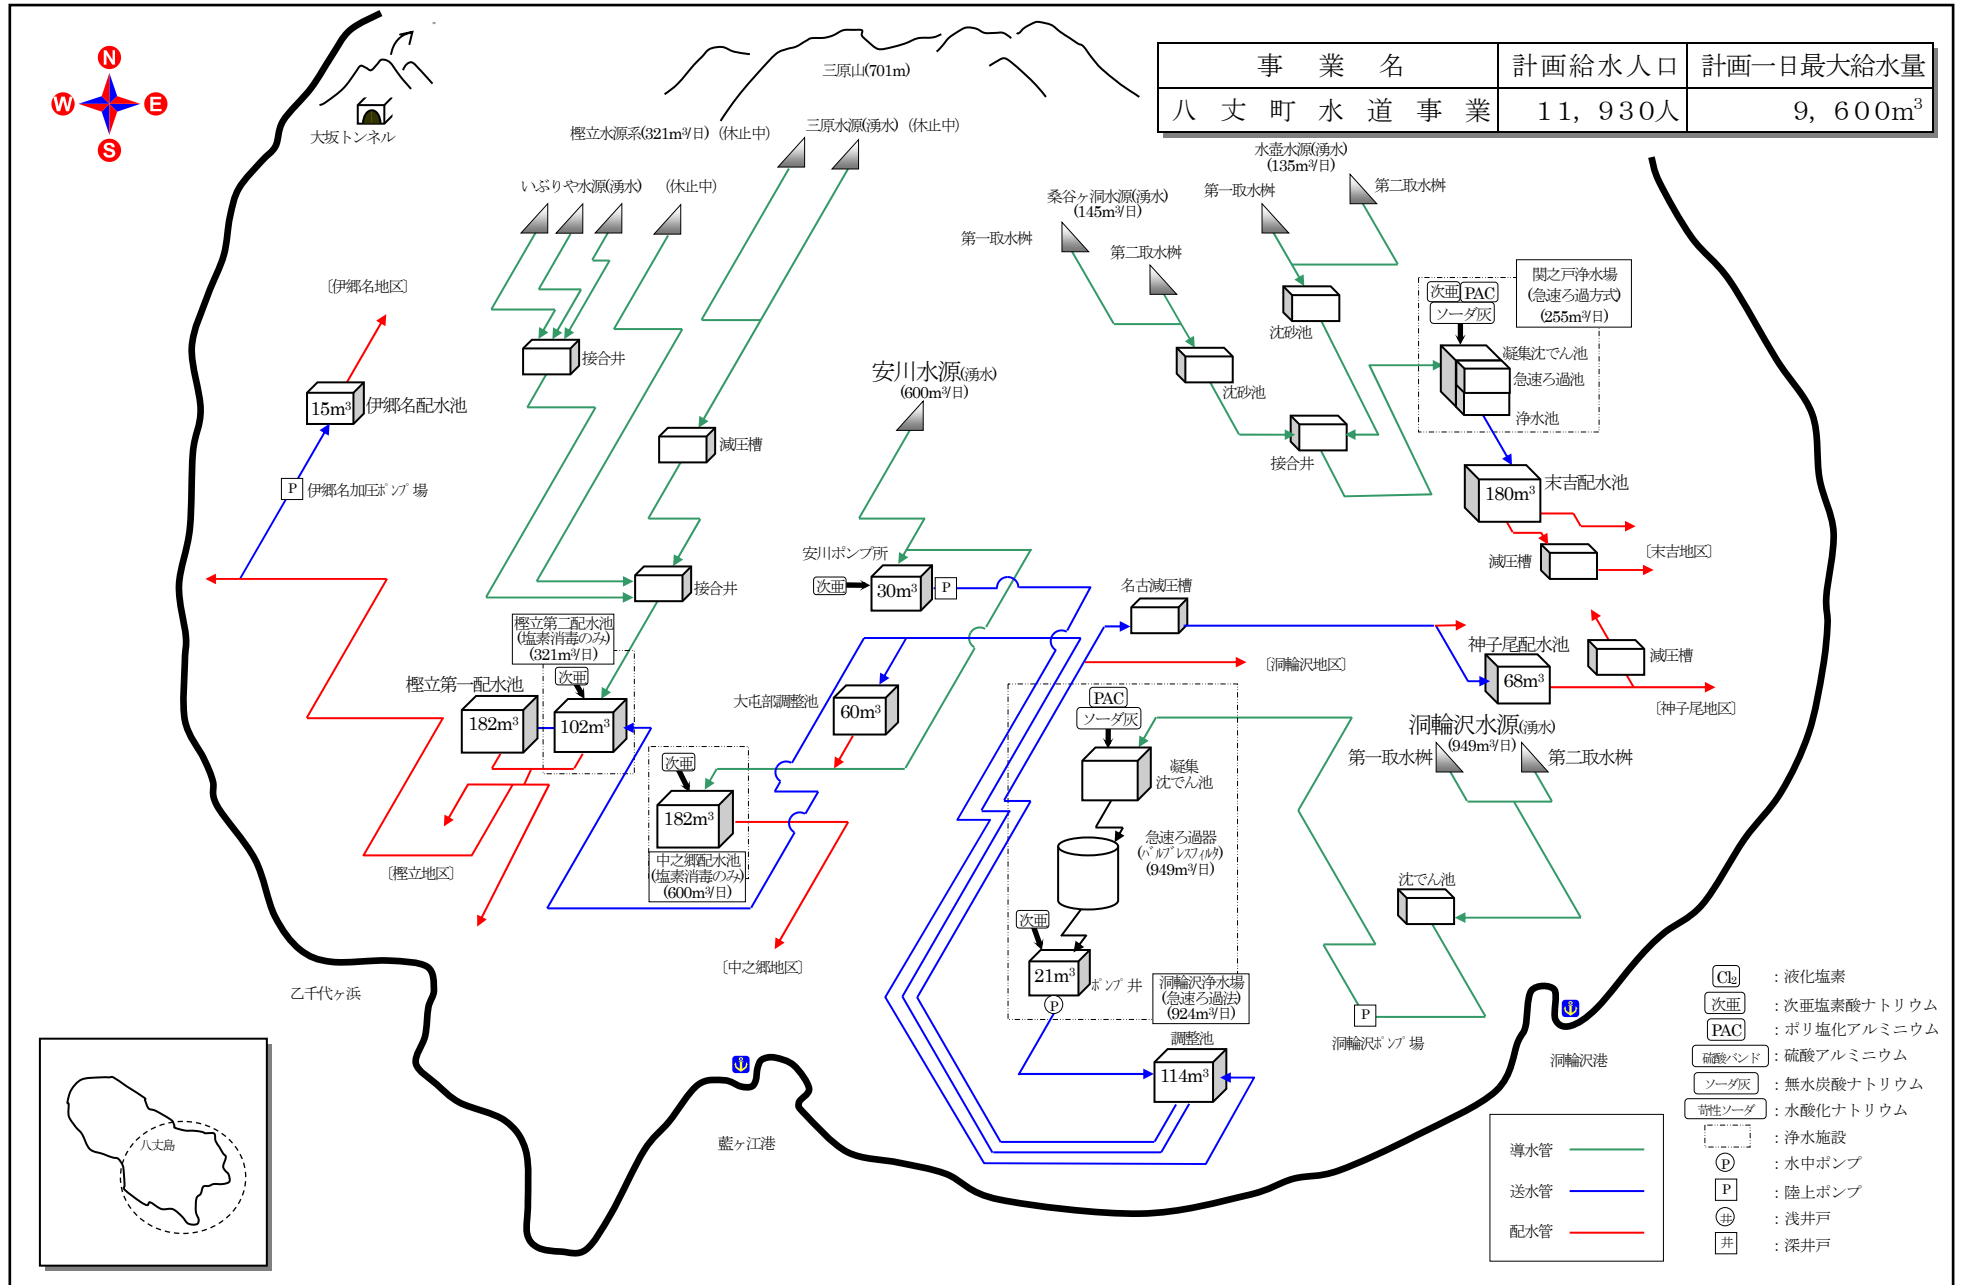 N
W
E
S
大坂トンネル
三原山(701m)
事業名
計画給水人口
計画一日最大給水量
八丈町水道事業
11,930人
9,600m³
樫立水源系(321m³/日)（休止中）
三原水源(湧水)（休止中）
いぶりや水源(湧水)
（休止中）
水壺水源(湧水)
(135m³/日)
第一取水桝
第二取水桝
桑谷ヶ洞水源(湧水)
(145m³/日)
第一取水桝
第二取水桝
関之戸浄水場
(急速ろ過方式)
(255m³/日)
次亜
PAC
ソーダ灰
凝集沈でん池
急速ろ過池
浄水池
沈砂池
沈砂池
接合井
〔伊郷名地区〕
15m³
伊郷名配水池
P
伊郷名加圧ポンプ場
接合井
減圧槽
接合井
安川水源(湧水)
(600m³/日)
安川ポンプ所
次亜
30m³
P
180m³
末吉配水池
減圧槽
〔末吉地区〕
名古減圧槽
〔洞輪沢地区〕
神子尾配水池
68m³
減圧槽
〔神子尾地区〕
樫立第二配水池
(塩素消毒のみ)
(321m³/日)
次亜
樫立第一配水池
182m³
102m³
大屯部調整池
60m³
次亜
182m³
中之郷配水池
(塩素消毒のみ)
(600m³/日)
〔樫立地区〕
〔中之郷地区〕
PAC
ソーダ灰
凝集
沈でん池
急速ろ過器
(バルブレスフィルタ)
(949m³/日)
次亜
21m³
ポンプ井
P
洞輪沢浄水場
(急速ろ過法)
(924m³/日)
調整池
114m³
洞輪沢水源(湧水)
(949m³/日)
第一取水桝
第二取水桝
沈でん池
P
洞輪沢ポンプ場
洞輪沢港
乙千代ヶ浜
藍ヶ江港
八丈島
導水管
送水管
配水管
Cl₂：液化塩素
次亜：次亜塩素酸ナトリウム
PAC：ポリ塩化アルミニウム
硫酸バンド：硫酸アルミニウム
ソーダ灰：無水炭酸ナトリウム
苛性ソーダ：水酸化ナトリウム
：浄水施設
P：水中ポンプ
P：陸上ポンプ
井：浅井戸
井：深井戸